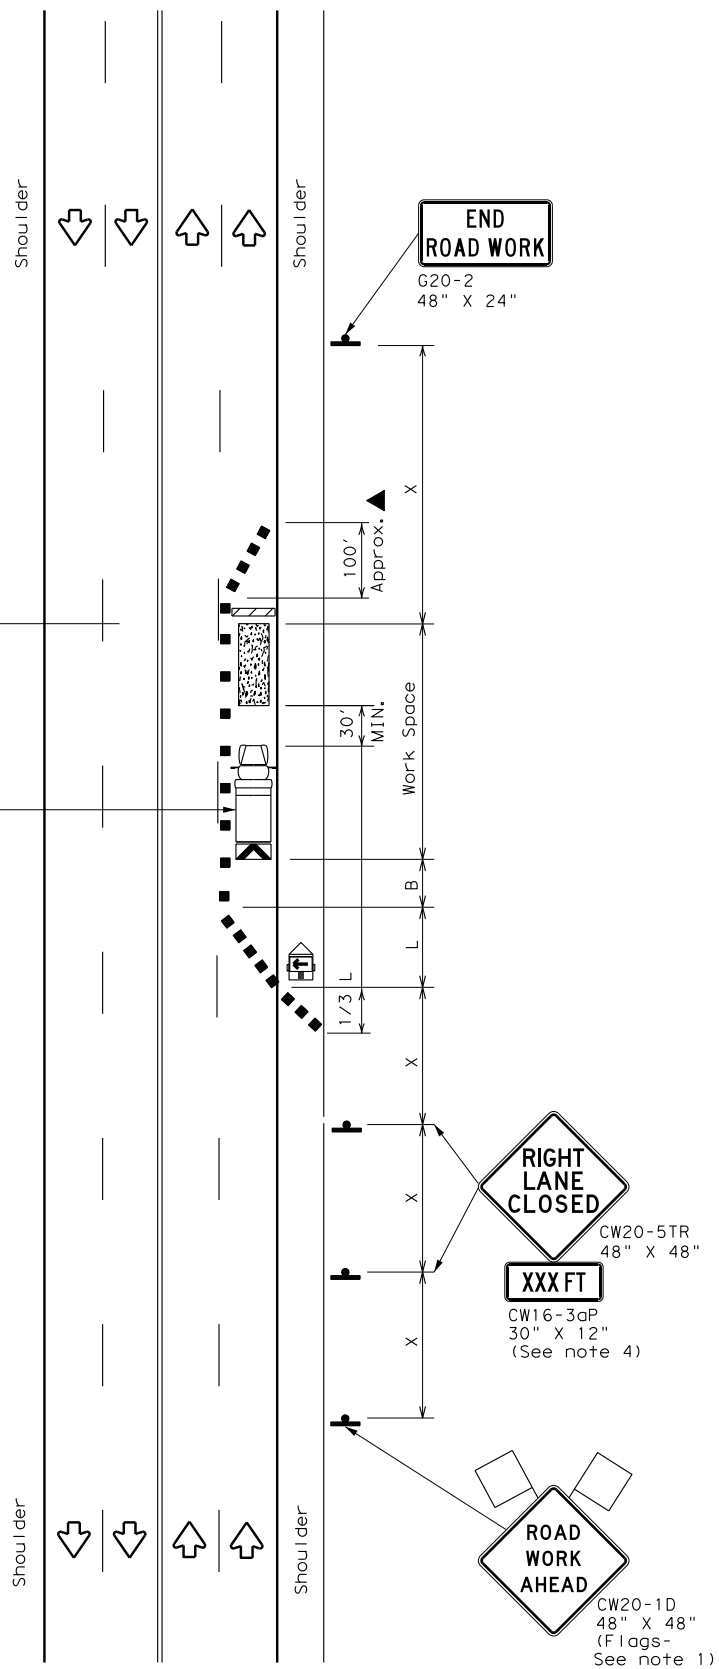 Shoulder
Shoulder
END
ROAD WORK
G20-2
48" X 24"
X
100'
Approx.
30'
MIN.
Work Space
B
L
1/3 L
X
RIGHT
LANE
CLOSED
CW20-5TR
48" X 48"
X
XXX FT
CW16-3aP
30" X 12"
(See note 4)
X
Shoulder
Shoulder
ROAD
WORK
AHEAD
CW20-1D
48" X 48"
(Flags-
See note 1)